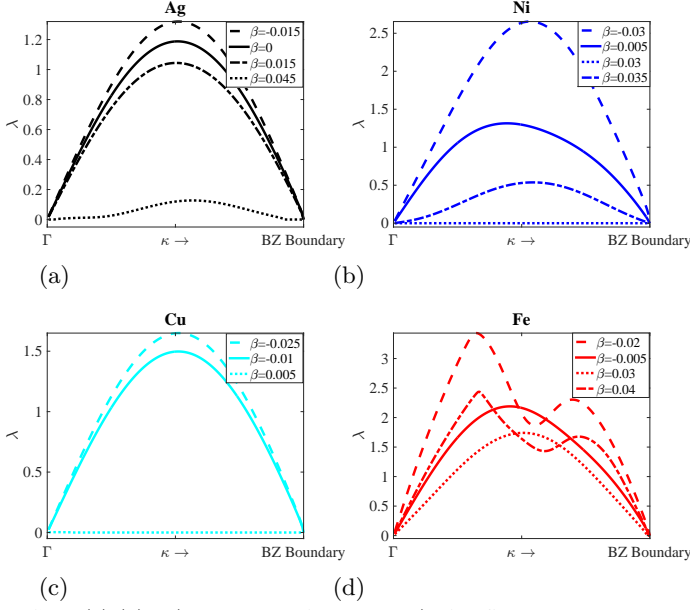 Ag
β=-0.015
β=0
β=0.015
β=0.045
1.2
1
0.8
0.6
0.4
0.2
0
λ
Γ
κ →
BZ Boundary
(a)
Ni
β=-0.03
β=0.005
β=0.03
β=0.035
2.5
2
1.5
1
0.5
0
λ
Γ
κ →
BZ Boundary
(b)
Cu
β=-0.025
β=-0.01
β=0.005
1.5
1
0.5
0
λ
Γ
κ →
BZ Boundary
(c)
Fe
β=-0.02
β=-0.005
β=0.03
β=0.04
3
2.5
2
1.5
1
0.5
0
λ
Γ
κ →
BZ Boundary
(d)